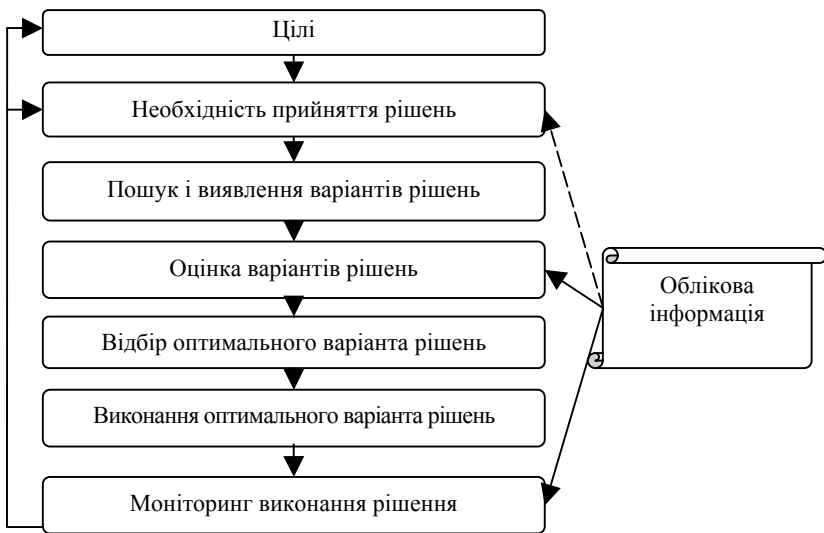 Цілі
Необхідність прийняття рішень
Пошук і виявлення варіантів рішень
Оцінка варіантів рішень
Відбір оптимального варіанта рішень
Виконання оптимального варіанта рішень
Моніторинг виконання рішення
Облікова
інформація